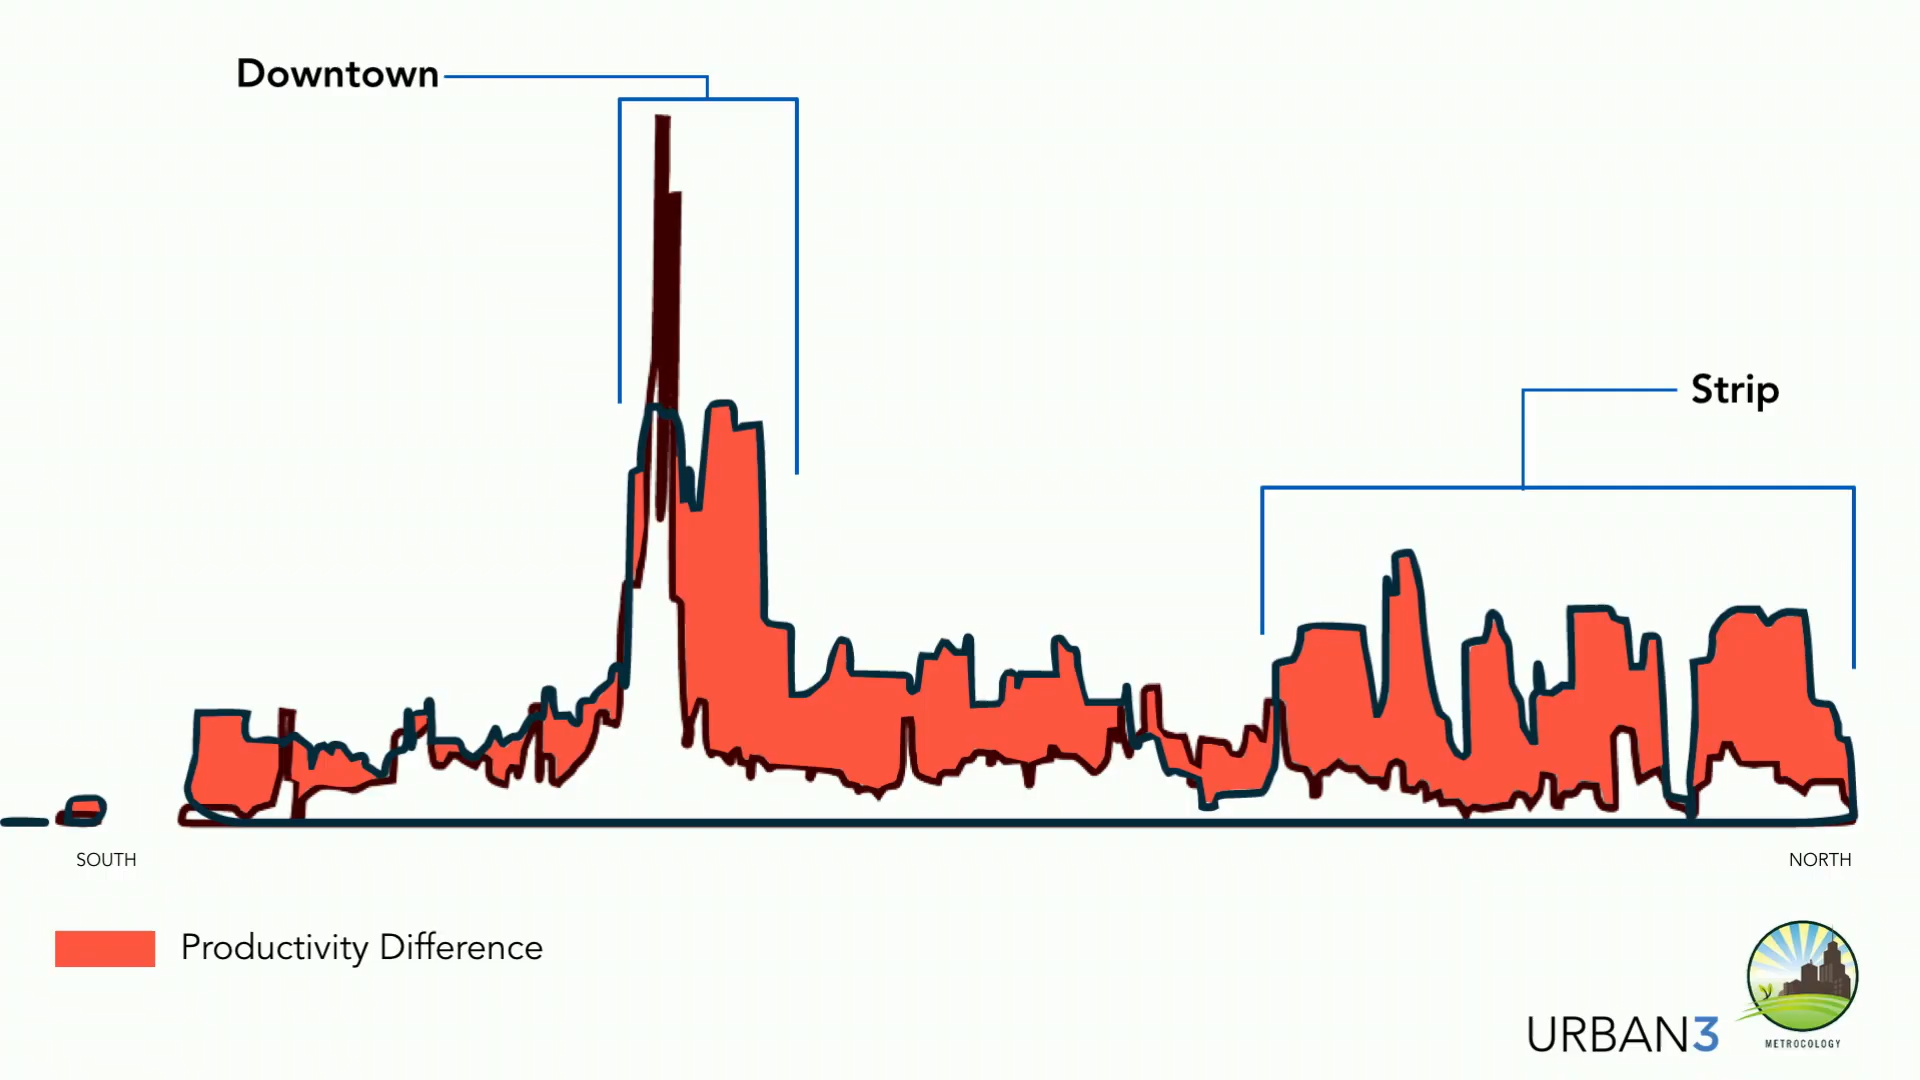 Downtown
Strip
SOUTH
NORTH
Productivity Difference
URBAN3
METROCOLOGY